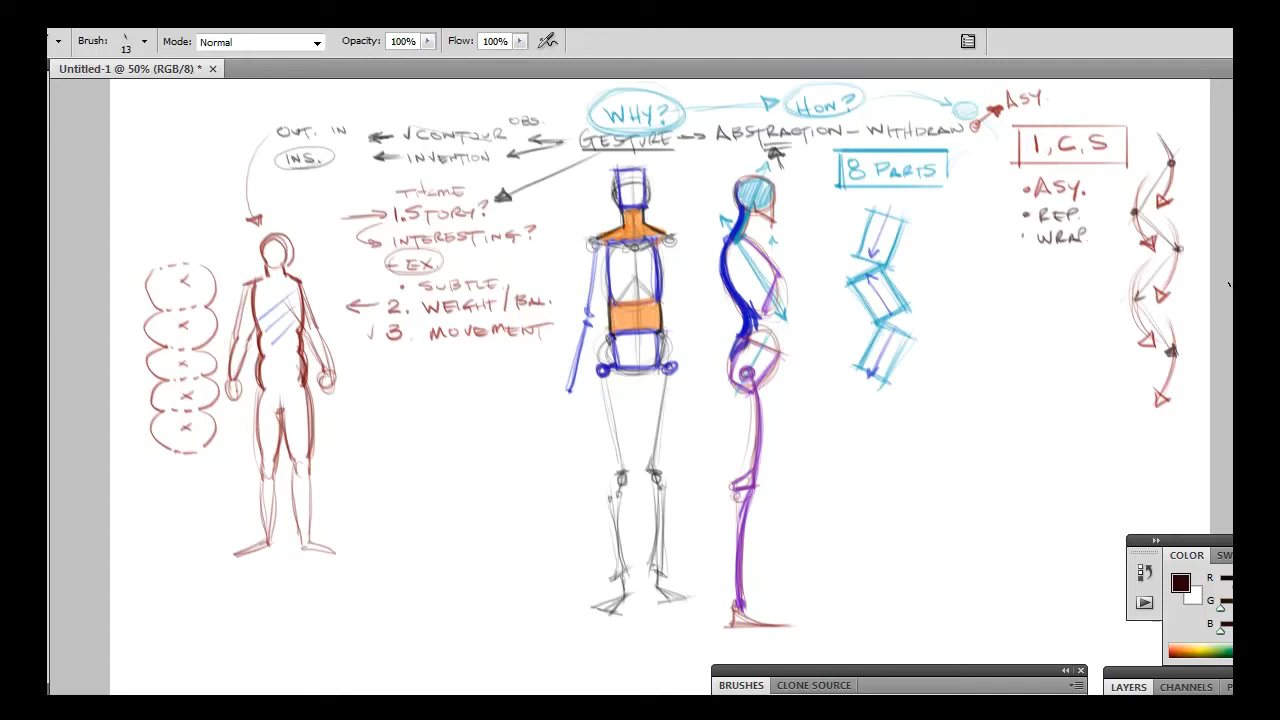 Brush: 13 Mode: Normal Opacity: 100% Flow: 100%
Untitled-1 @ 50% (RGB/8) * ×
WHY? HOW? ASY.
OUT. IN √CONTOUR OBS. GESTURE ABSTRACTION - WITHDRAW
INS. INVENTION
1, C, S
8 PARTS
THEME
1. STORY?
INTERESTING?
EX
• SUBTLE.
2. WEIGHT/BAL.
√ 3. MOVEMENT
• ASY.
• REP.
• WRAP.
COLOR SW
R
G
B
BRUSHES CLONE SOURCE
LAYERS CHANNELS P